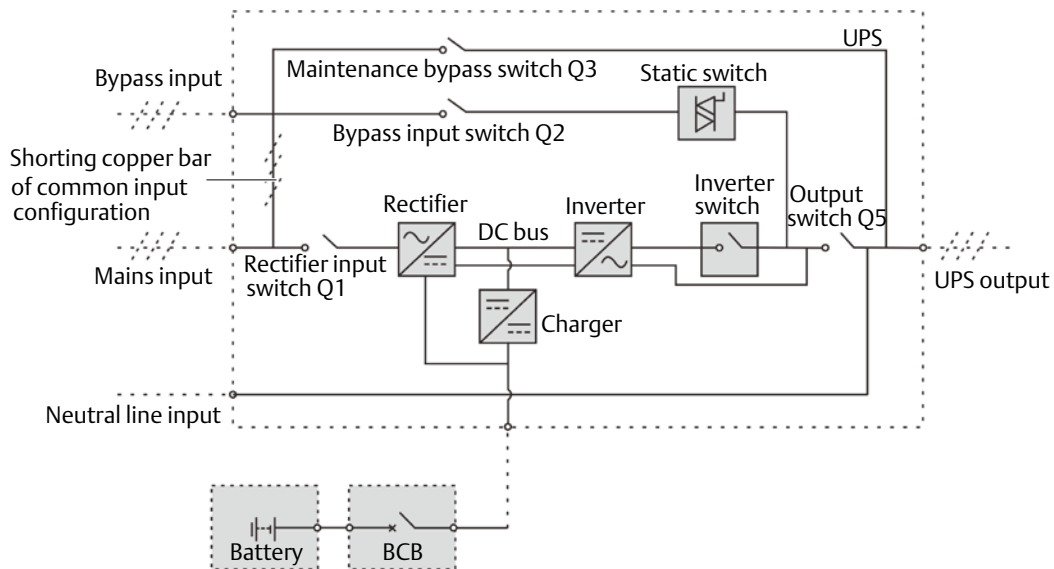 UPS
Bypass input
Maintenance bypass switch Q3
Static switch
Bypass input switch Q2
Shorting copper bar
of common input
configuration
Rectifier
DC bus
Inverter
Inverter
switch
Output
switch Q5
Mains input
Rectifier input
switch Q1
UPS output
Charger
Neutral line input
Battery
BCB